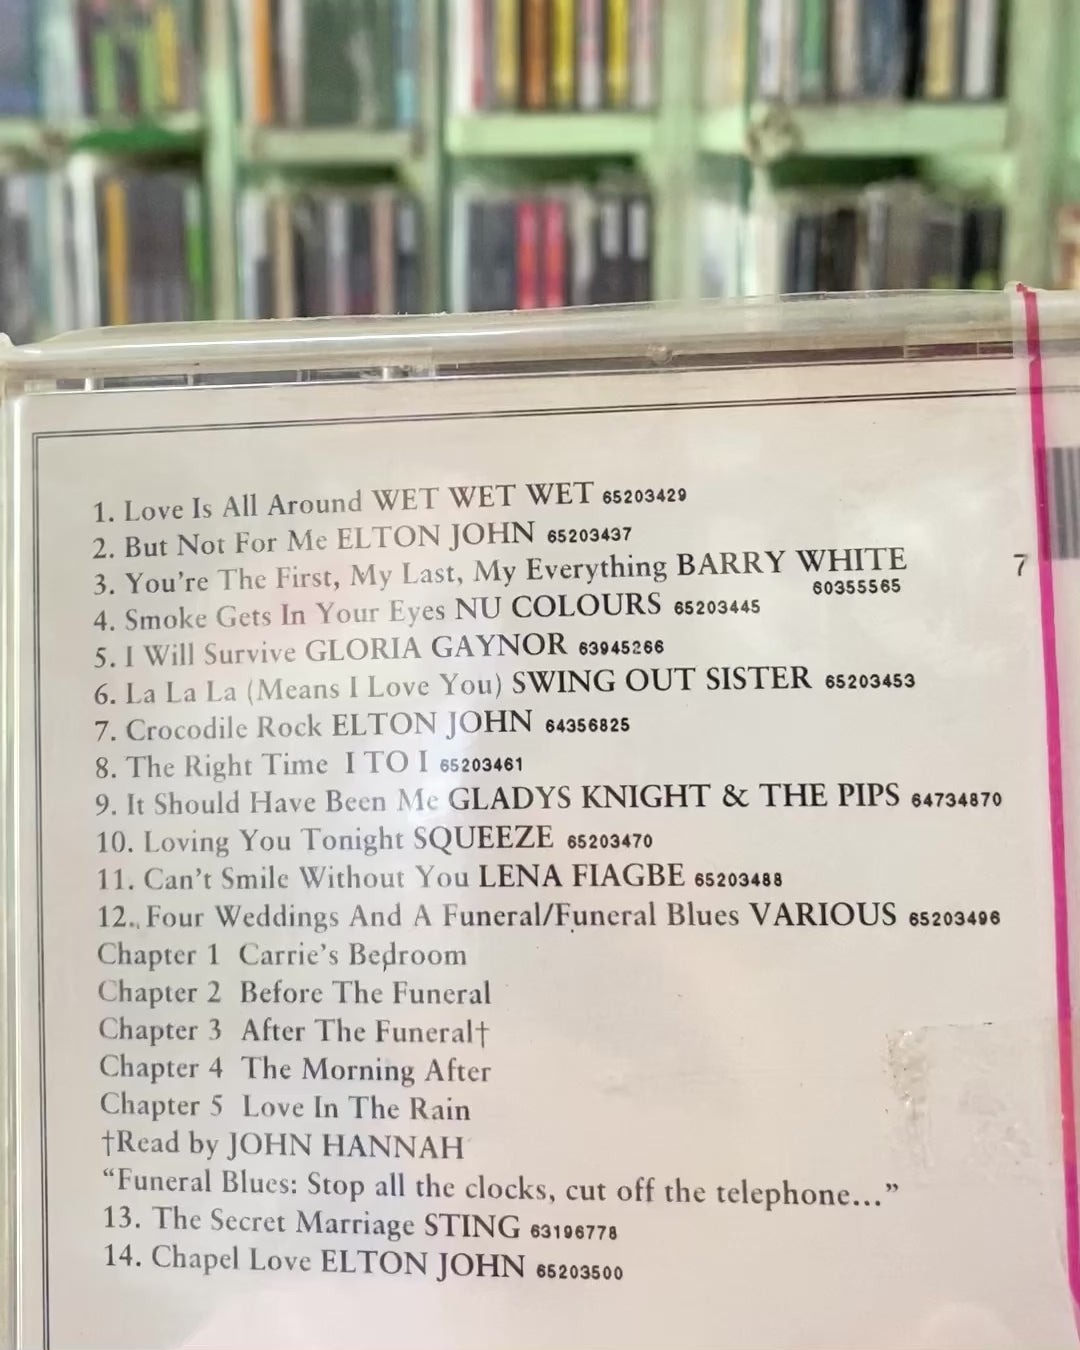 1. Love Is All Around WET WET WET 65203429
2. But Not For Me ELTON JOHN 65203437
3. You're The First, My Last, My Everything BARRY WHITE
60355565
7
4. Smoke Gets In Your Eyes NU COLOURS 65203445
5. I Will Survive GLORIA GAYNOR 63945266
6. La La La (Means I Love You) SWING OUT SISTER 65203453
7. Crocodile Rock ELTON JOHN 64356825
8. The Right Time I TO I 65203461
9. It Should Have Been Me GLADYS KNIGHT & THE PIPS 64734870
10. Loving You Tonight SQUEEZE 65203470
11. Can't Smile Without You LENA FIAGBE 65203488
12. Four Weddings And A Funeral/Funeral Blues VARIOUS 65203496
Chapter 1 Carrie's Bedroom
Chapter 2 Before The Funeral
Chapter 3 After The Funeral†
Chapter 4 The Morning After
Chapter 5 Love In The Rain
†Read by JOHN HANNAH
“Funeral Blues: Stop all the clocks, cut off the telephone...”
13. The Secret Marriage STING 63196778
14. Chapel Love ELTON JOHN 65203500